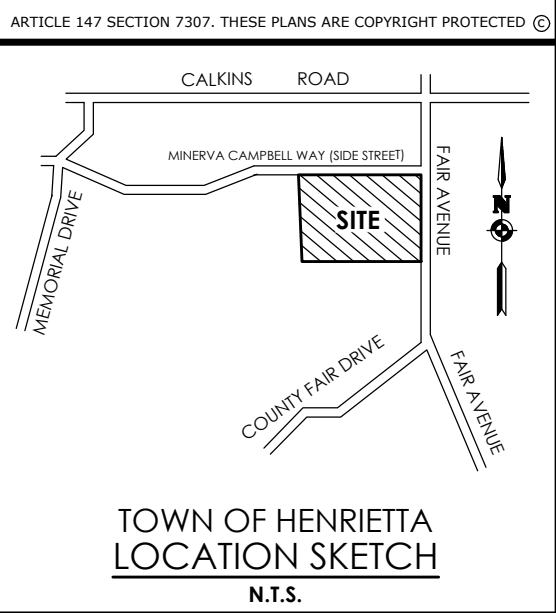 ARTICLE 147 SECTION 7307. THESE PLANS ARE COPYRIGHT PROTECTED ©
CALKINS ROAD
MINERVA CAMPBELL WAY (SIDE STREET)
FAIR AVENUE
SITE
N
MEMORIAL DRIVE
COUNTY FAIR DRIVE
FAIR AVENUE
TOWN OF HENRIETTA
LOCATION SKETCH
N.T.S.